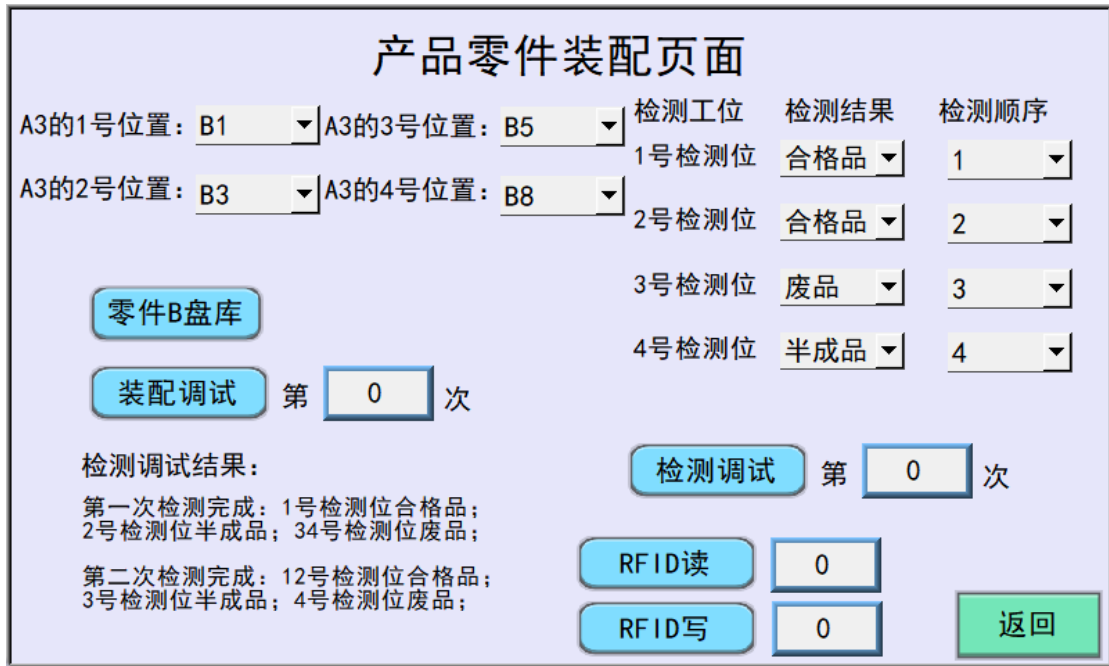 产品零件装配页面
A3的1号位置: B1 A3的3号位置: B5
A3的2号位置: B3 A3的4号位置: B8
检测工位 检测结果 检测顺序
1号检测位 合格品 1
2号检测位 合格品 2
3号检测位 废品 3
4号检测位 半成品 4
零件B盘库
装配调试 第 0 次
检测调试结果:
第一次检测完成: 1号检测位合格品;
2号检测位半成品; 34号检测位废品;
第二次检测完成: 12号检测位合格品;
3号检测位半成品; 4号检测位废品;
检测调试 第 0 次
RFID读 0
RFID写 0
返回